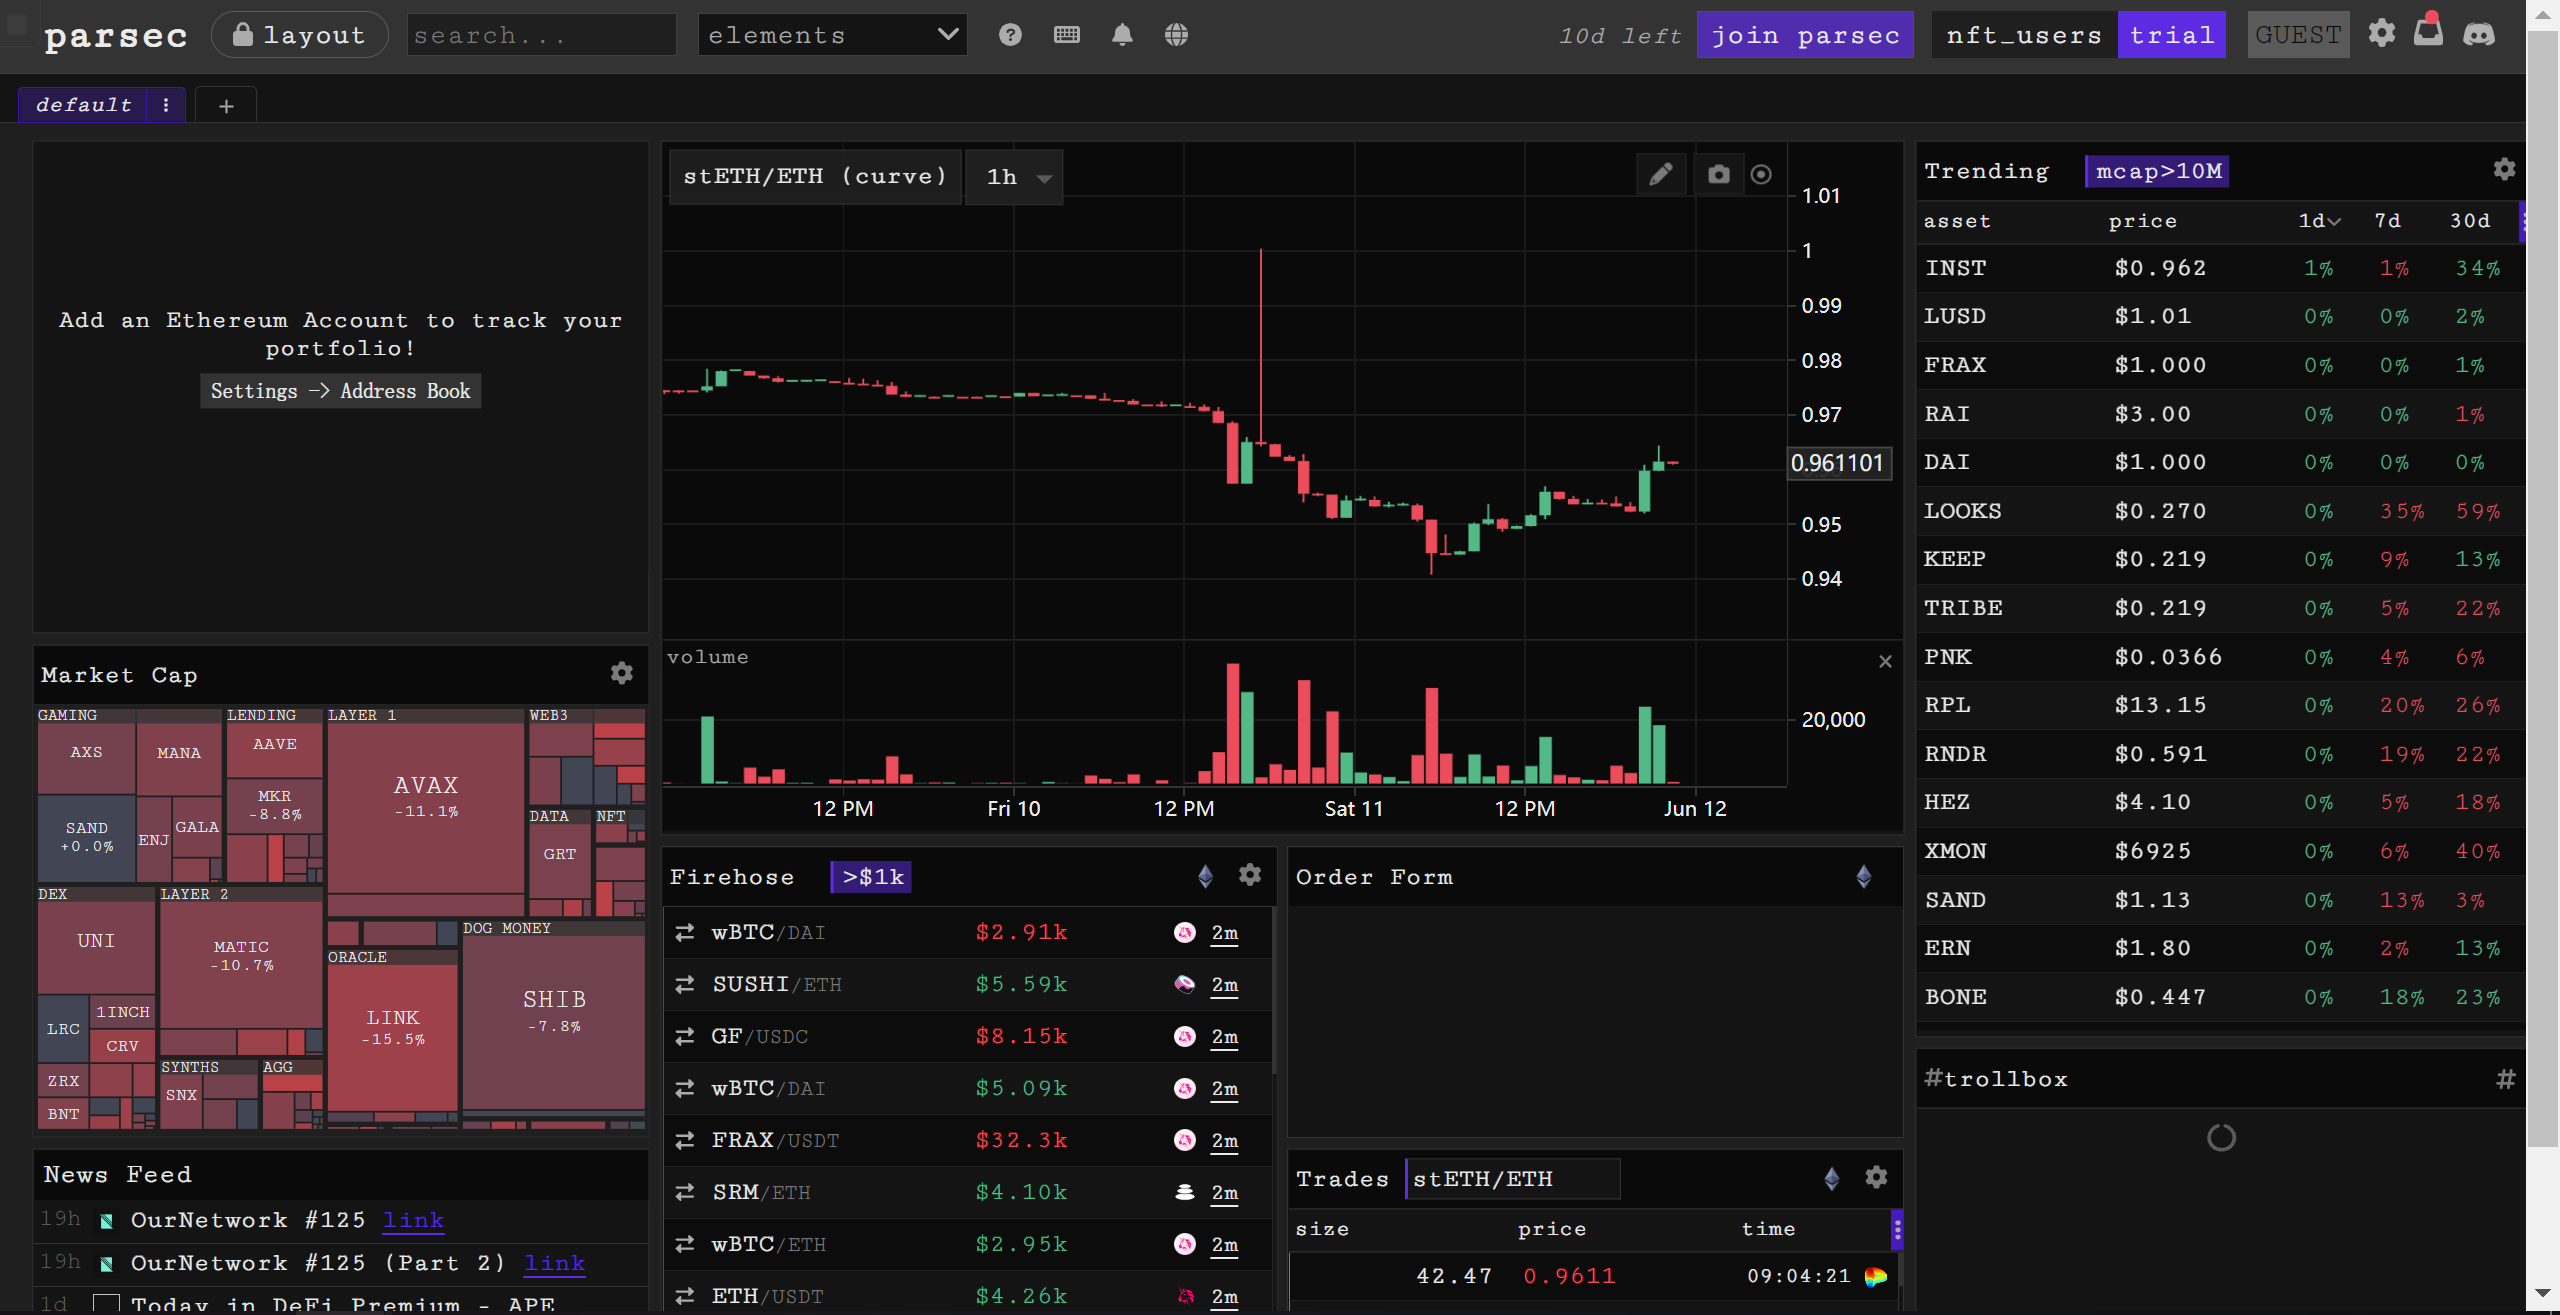 parsec layout search... elements 10d left join parsec nft_users trial GUEST
default +
Add an Ethereum Account to track your
portfolio!
Settings -> Address Book
Market Cap
GAMING
AXS
MANA
SAND
+0.0%
ENJ
GALA
LENDING
AAVE
MKR
-8.8%
LAYER 1
AVAX
-11.1%
WEB3
DATA
GRT
NFT
DEX
UNI
LRC
1INCH
CRV
ZRX
BNT
LAYER 2
MATIC
-10.7%
SYNTHS
SNX
AGG
ORACLE
LINK
-15.5%
DOG MONEY
SHIB
-7.8%
News Feed
19h OurNetwork #125 link
19h OurNetwork #125 (Part 2) link
1d Today in DeFi Premium - APE
stETH/ETH (curve) 1h
1.01
1
0.99
0.98
0.97
0.961101
0.95
0.94
volume
20,000
12 PM Fri 10 12 PM Sat 11 12 PM Jun 12
Firehose >$1k
wBTC/DAI $2.91k 2m
SUSHI/ETH $5.59k 2m
GF/USDC $8.15k 2m
wBTC/DAI $5.09k 2m
FRAX/USDT $32.3k 2m
SRM/ETH $4.10k 2m
wBTC/ETH $2.95k 2m
ETH/USDT $4.26k 2m
Order Form
Trades stETH/ETH
size price time
42.47 0.9611 09:04:21
Trending mcap>10M
asset price 1d 7d 30d
INST $0.962 1% 1% 34%
LUSD $1.01 0% 0% 2%
FRAX $1.000 0% 0% 1%
RAI $3.00 0% 0% 1%
DAI $1.000 0% 0% 0%
LOOKS $0.270 0% 35% 59%
KEEP $0.219 0% 9% 13%
TRIBE $0.219 0% 5% 22%
PNK $0.0366 0% 4% 6%
RPL $13.15 0% 20% 26%
RNDR $0.591 0% 19% 22%
HEZ $4.10 0% 5% 18%
XMON $6925 0% 6% 40%
SAND $1.13 0% 13% 3%
ERN $1.80 0% 2% 13%
BONE $0.447 0% 18% 23%
#trollbox #